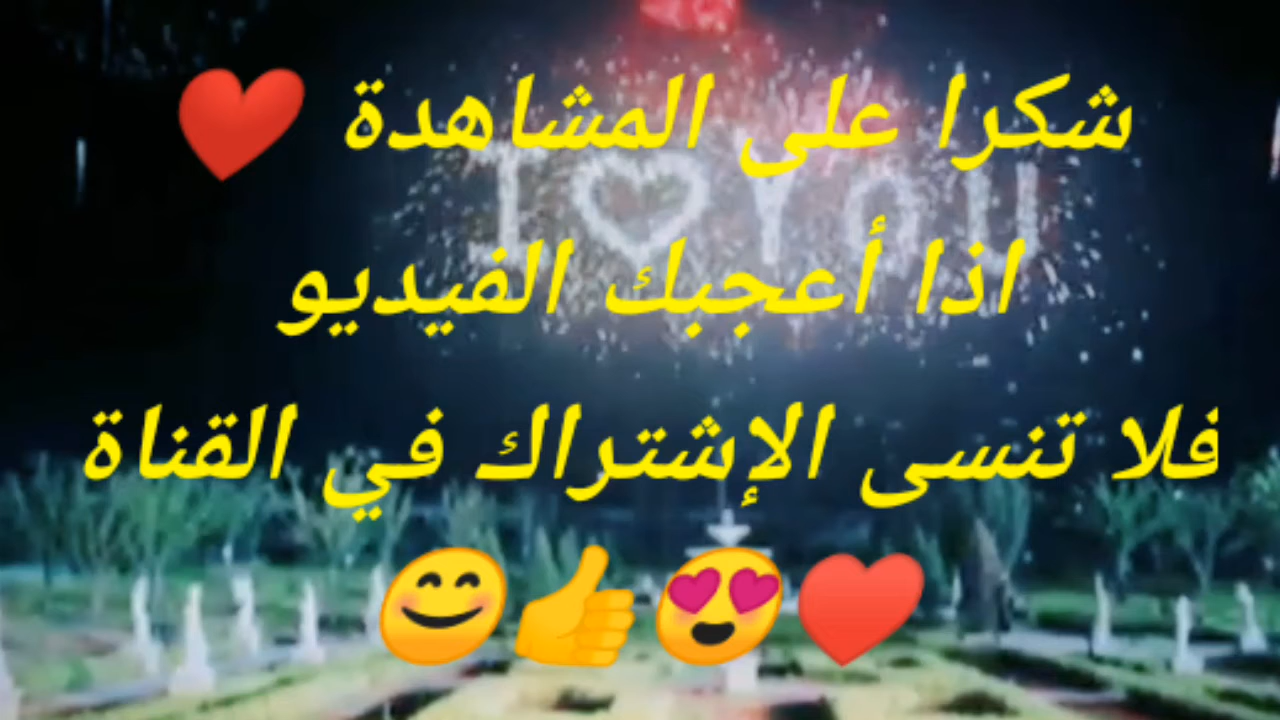 شكرا على المشاهدة ❤️
I ♥ YOU
اذا أعجبك الفيديو
فلا تنسى الإشتراك في القناة
😊👍😍♥️